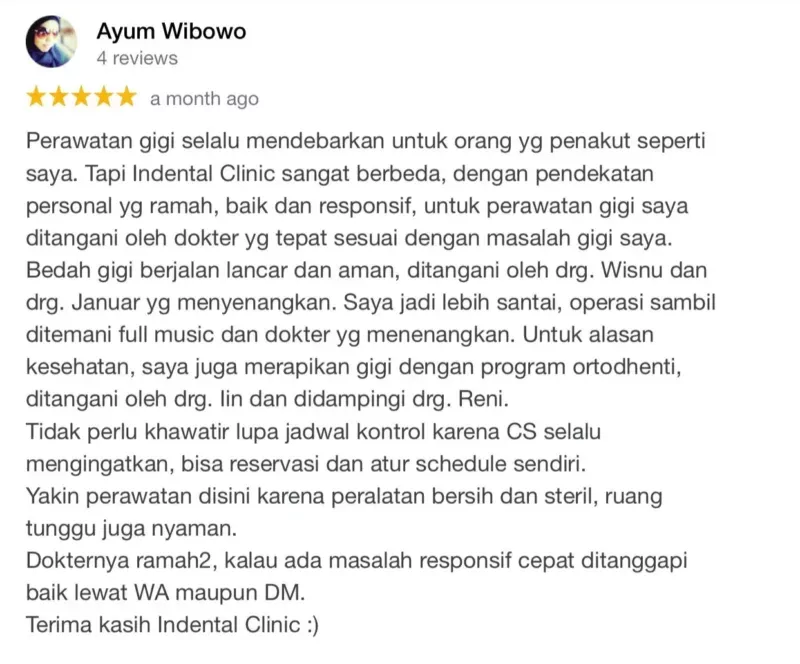 Ayum Wibowo
4 reviews
a month ago
Perawatan gigi selalu mendebarkan untuk orang yg penakut seperti
saya. Tapi Indental Clinic sangat berbeda, dengan pendekatan
personal yg ramah, baik dan responsif, untuk perawatan gigi saya
ditangani oleh dokter yg tepat sesuai dengan masalah gigi saya.
Bedah gigi berjalan lancar dan aman, ditangani oleh drg. Wisnu dan
drg. Januar yg menyenangkan. Saya jadi lebih santai, operasi sambil
ditemani full music dan dokter yg menenangkan. Untuk alasan
kesehatan, saya juga merapikan gigi dengan program ortodhenti,
ditangani oleh drg. Iin dan didampingi drg. Reni.
Tidak perlu khawatir lupa jadwal kontrol karena CS selalu
mengingatkan, bisa reservasi dan atur schedule sendiri.
Yakin perawatan disini karena peralatan bersih dan steril, ruang
tunggu juga nyaman.
Dokternya ramah2, kalau ada masalah responsif cepat ditanggapi
baik lewat WA maupun DM.
Terima kasih Indental Clinic :)